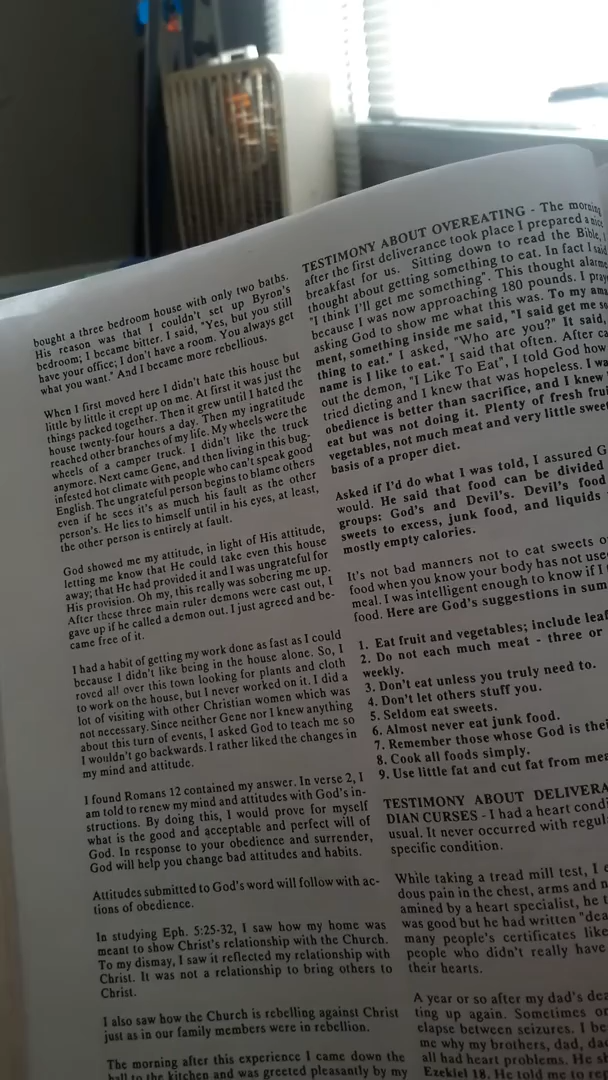 bought a three bedroom house with only two baths.
His reason was that I couldn't set up Byron's
bedroom; I became bitter. I said, "Yes, but you still
have your office; I don't have a room. You always get
what you want." And I became more rebellious.
When I first moved here I didn't hate this house but
little by little it crept up on me. At first it was just the
things packed together. Then it grew until I hated the
house twenty-four hours a day. Then my ingratitude
reached other branches of my life. My wheels were the
wheels of a camper truck. I didn't like the truck
anymore. Next came Gene, and then living in this bug-
infested hot climate with people who can't speak good
English. The ungrateful person begins to blame others
even if he sees it's as much his fault as the other
person's. He lies to himself until in his eyes, at least,
the other person is entirely at fault.
God showed me my attitude, in light of His attitude,
letting me know that He could take even this house
away; that He had provided it and I was ungrateful for
His provision. Oh my, this really was sobering me up.
After these three main ruler demons were cast out, I
gave up if he called a demon out. I just agreed and be-
came free of it.
I had a habit of getting my work done as fast as I could
because I didn't like being in the house alone. So, I
roved all over this town looking for plants and cloth
to work on the house, but I never worked on it. I did a
lot of visiting with other Christian women which was
not necessary. Since neither Gene nor I knew anything
about this turn of events, I asked God to teach me so
I wouldn't go backwards. I rather liked the changes in
my mind and attitude.
I found Romans 12 contained my answer. In verse 2, I
am told to renew my mind and attitudes with God's in-
structions. By doing this, I would prove for myself
what is the good and acceptable and perfect will of
God. In response to your obedience and surrender,
God will help you change bad attitudes and habits.
Attitudes submitted to God's word will follow with ac-
tions of obedience.
In studying Eph. 5:25-32, I saw how my home was
meant to show Christ's relationship with the Church.
To my dismay, I saw it reflected my relationship with
Christ. It was not a relationship to bring others to
Christ.
I also saw how the Church is rebelling against Christ
just as in our family members were in rebellion.
The morning after this experience I came down the
hall to the kitchen and was greeted pleasantly by my
TESTIMONY ABOUT OVEREATING - The morning
after the first deliverance took place I prepared a nice
breakfast for us. Sitting down to read the Bible, I
thought about getting something to eat. In fact I said
"I think I'll get me something". This thought
because I was now approaching 180 pounds. I
asking God to show me what this was. To my
ment, something inside me said, "I said get me
thing to eat." I asked, "Who are you?" It said,
name is I like to eat." I said that often. After
out the demon, "I Like To Eat", I told God how
tried dieting and I knew that was hopeless. I
obedience is better than sacrifice, and I knew
eat but was not doing it. Plenty of fresh
vegetables, not much meat and very little
basis of a proper diet.
Asked if I'd do what I was told, I assured
would. He said that food can be divided
groups: God's and Devil's. Devil's food
sweets to excess, junk food, and liquids
mostly empty calories.
It's not bad manners not to eat sweets
food when you know your body has not
meal. I was intelligent enough to know if I
food. Here are God's suggestions in
1. Eat fruit and vegetables; include
2. Do not each much meat - three or
weekly.
3. Don't eat unless you truly need to.
4. Don't let others stuff you.
5. Seldom eat sweets.
6. Almost never eat junk food.
7. Remember those whose God is
8. Cook all foods simply.
9. Use little fat and cut fat from
TESTIMONY ABOUT
DIAN CURSES - I had a heart
usual. It never occurred with
specific condition.
While taking a tread mill test, I
dous pain in the chest, arms and
amined by a heart specialist, he
was good but he had written
many people's certificates like
people who didn't really have
their hearts.
A year or so after my dad's
ting up again. Sometimes
elapse between seizures. I
me why my brothers, dad,
all had heart problems. He
Ezekiel 18. He told me to